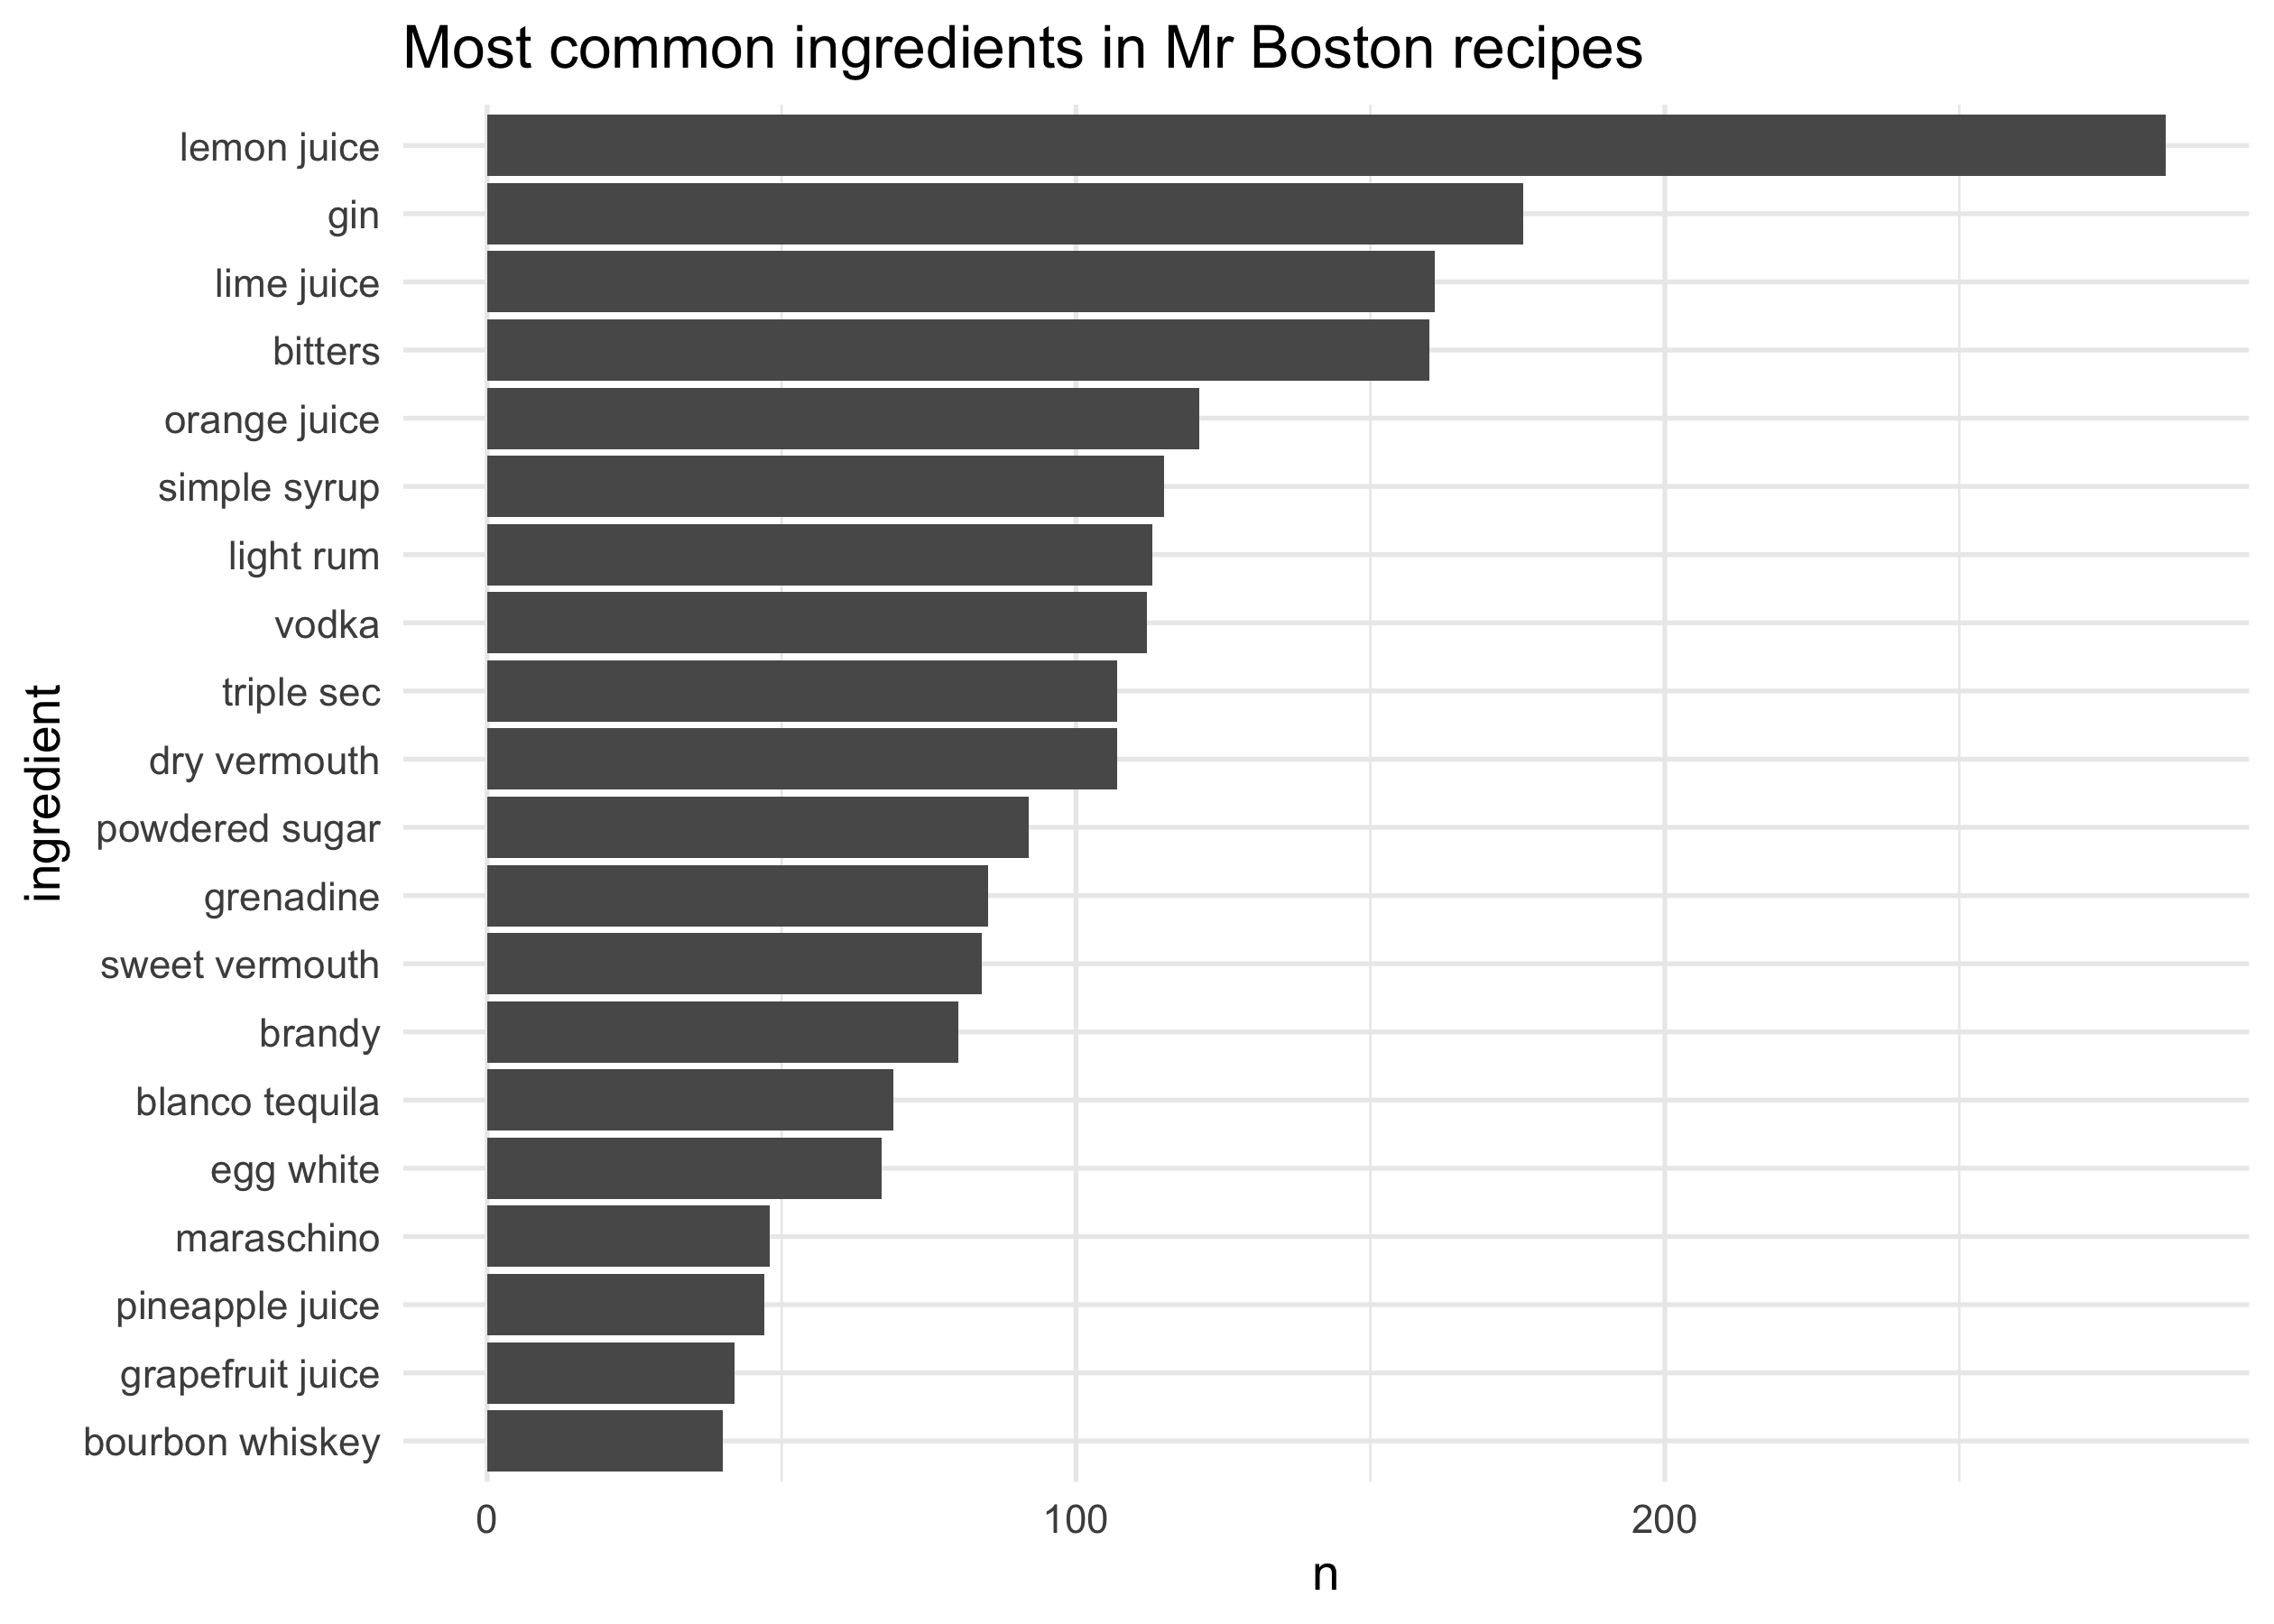 Most common ingredients in Mr Boston recipes
lemon juice
gin
lime juice
bitters
orange juice
simple syrup
light rum
vodka
triple sec
dry vermouth
powdered sugar
grenadine
sweet vermouth
brandy
blanco tequila
egg white
maraschino
pineapple juice
grapefruit juice
bourbon whiskey
ingredient
0 100 200
n